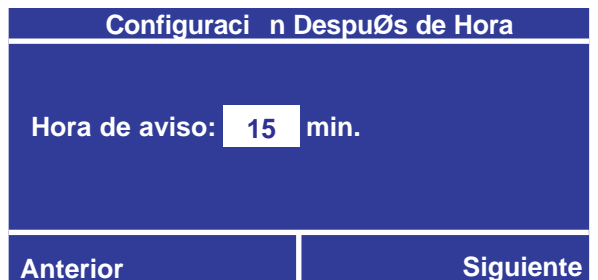 Configuraci n DespuØs de Hora
Hora de aviso: 15 min.
Anterior Siguiente